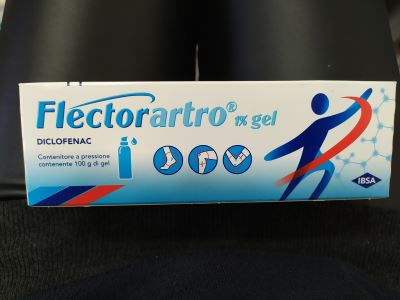 Flectorartro® 1% gel
DICLOFENAC
Contenitore a pressione
contenente 100 g di gel
IBSA